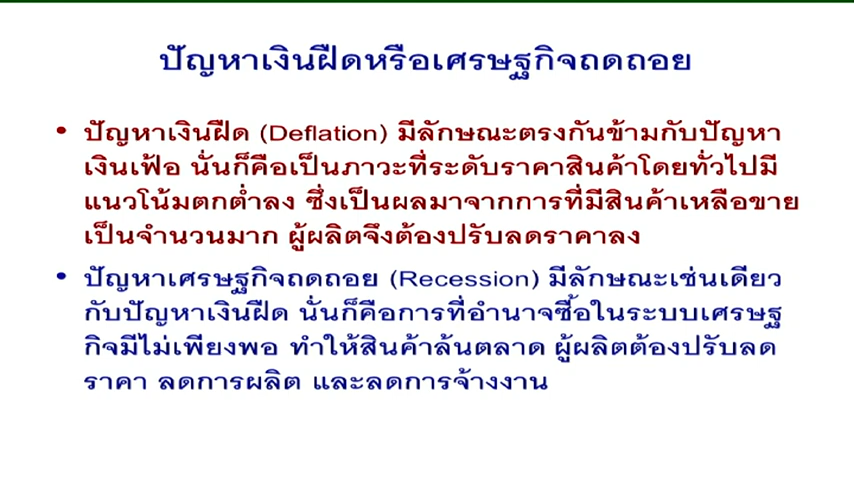 ปัญหาเงินฝืดหรือเศรษฐกิจถดถอย
• ปัญหาเงินฝืด (Deflation) มีลักษณะตรงกันข้ามกับปัญหา
เงินเฟ้อ นั่นก็คือเป็นภาวะที่ระดับราคาสินค้าโดยทั่วไปมี
แนวโน้มตกต่ำลง ซึ่งเป็นผลมาจากการที่มีสินค้าเหลือขาย
เป็นจำนวนมาก ผู้ผลิตจึงต้องปรับลดราคาลง
• ปัญหาเศรษฐกิจถดถอย (Recession) มีลักษณะเช่นเดียว
กับปัญหาเงินฝืด นั่นก็คือการที่อำนาจซื้อในระบบเศรษฐ
กิจมีไม่เพียงพอ ทำให้สินค้าล้นตลาด ผู้ผลิตต้องปรับลด
ราคา ลดการผลิต และลดการจ้างงาน